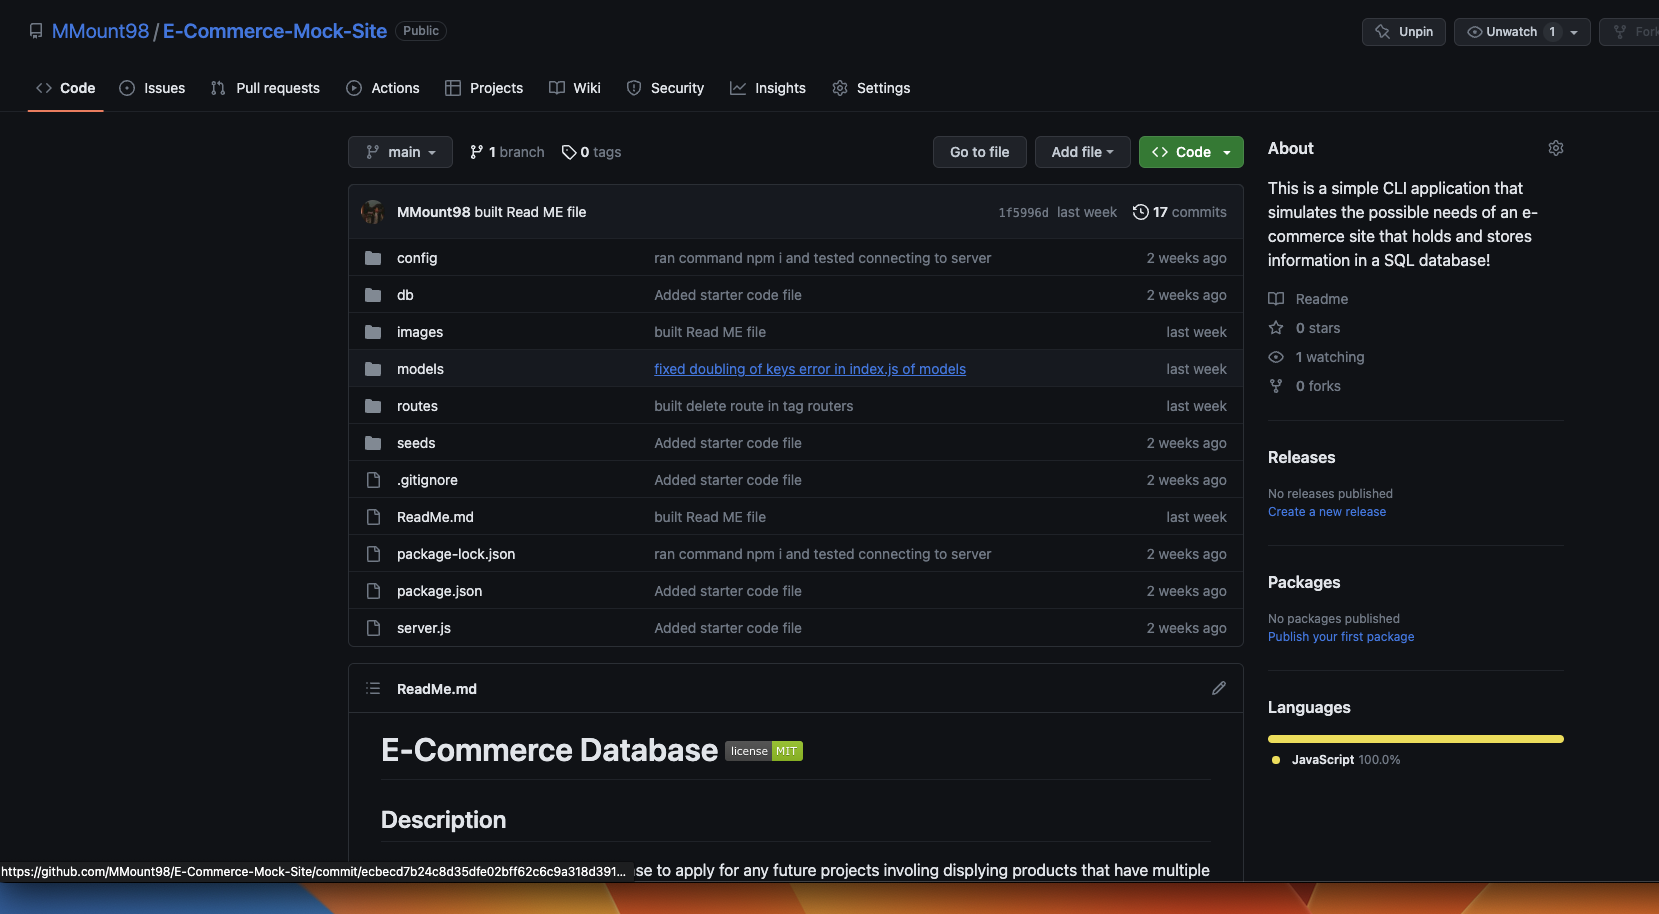 MMount98 / E-Commerce-Mock-Site Public
Unpin
Unwatch 1
Fork
Code
Issues
Pull requests
Actions
Projects
Wiki
Security
Insights
Settings
main
1 branch
0 tags
Go to file
Add file
Code
MMount98 built Read ME file
1f5996d last week
17 commits
config ran command npm i and tested connecting to server 2 weeks ago
db Added starter code file 2 weeks ago
images built Read ME file last week
models fixed doubling of keys error in index.js of models last week
routes built delete route in tag routers last week
seeds Added starter code file 2 weeks ago
.gitignore Added starter code file 2 weeks ago
ReadMe.md built Read ME file last week
package-lock.json ran command npm i and tested connecting to server 2 weeks ago
package.json Added starter code file 2 weeks ago
server.js Added starter code file 2 weeks ago
ReadMe.md
E-Commerce Database license MIT
Description
se to apply for any future projects involing displying products that have multiple
https://github.com/MMount98/E-Commerce-Mock-Site/commit/ecbecd7b24c8d35dfe02bff62c6c9a318d391...
About
This is a simple CLI application that
simulates the possible needs of an e-
commerce site that holds and stores
information in a SQL database!
Readme
0 stars
1 watching
0 forks
Releases
No releases published
Create a new release
Packages
No packages published
Publish your first package
Languages
JavaScript 100.0%